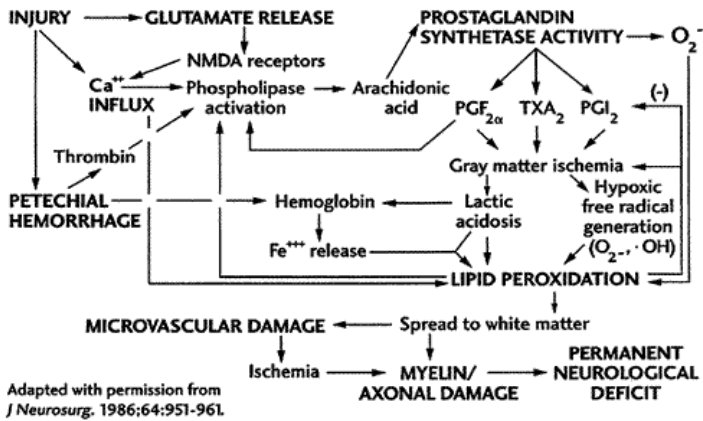 INJURY
GLUTAMATE RELEASE
PROSTAGLANDIN
SYNTHETASE ACTIVITY
O₂⁻
NMDA receptors
Ca⁺⁺
INFLUX
Phospholipase
activation
Arachidonic
acid
PGF₂α
TXA₂
PGI₂
(-)
Thrombin
Gray matter ischemia
PETECHIAL
HEMORRHAGE
Hemoglobin
Lactic
acidosis
Hypoxic
free radical
generation
(O₂-, ·OH)
Fe⁺⁺⁺ release
LIPID PEROXIDATION
MICROVASCULAR DAMAGE
Spread to white matter
Ischemia
MYELIN/
AXONAL DAMAGE
PERMANENT
NEUROLOGICAL
DEFICIT
Adapted with permission from
J Neurosurg. 1986;64:951-961.